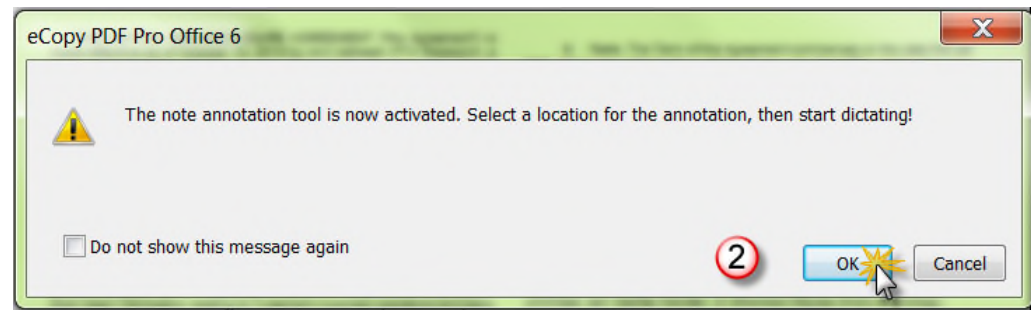 eCopy PDF Pro Office 6
The note annotation tool is now activated. Select a location for the annotation, then start dictating!
Do not show this message again
2
OK
Cancel